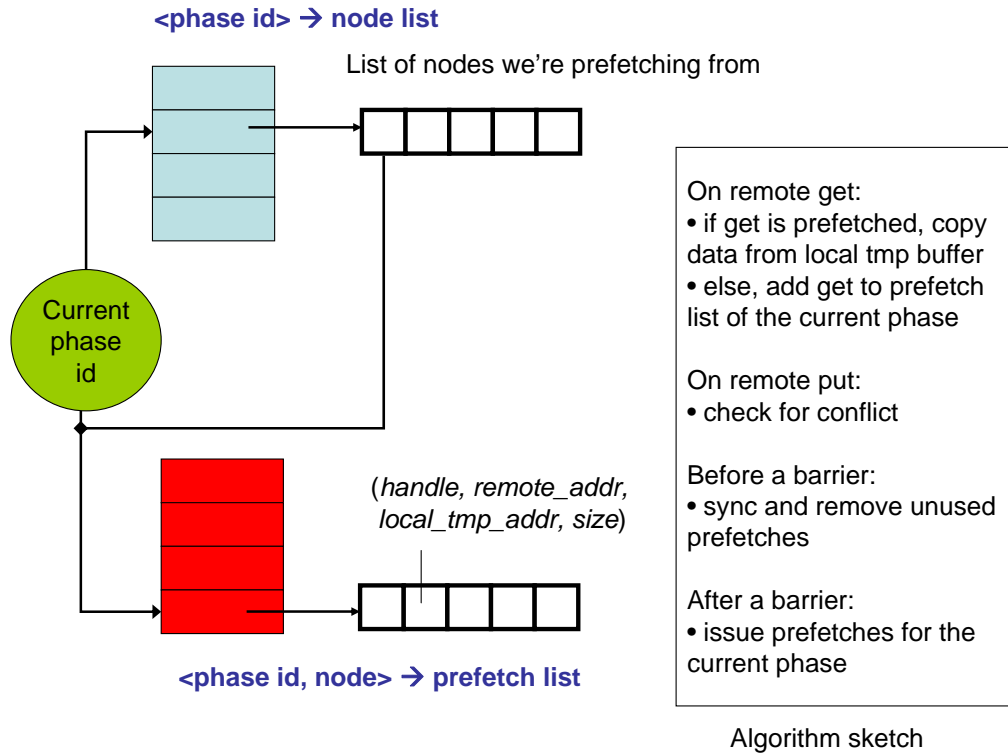 <phase id> → node list
List of nodes we're prefetching from
Current
phase
id
(handle, remote_addr,
local_tmp_addr, size)
<phase id, node> → prefetch list
On remote get:
• if get is prefetched, copy
data from local tmp buffer
• else, add get to prefetch
list of the current phase
On remote put:
• check for conflict
Before a barrier:
• sync and remove unused
prefetches
After a barrier:
• issue prefetches for the
current phase
Algorithm sketch